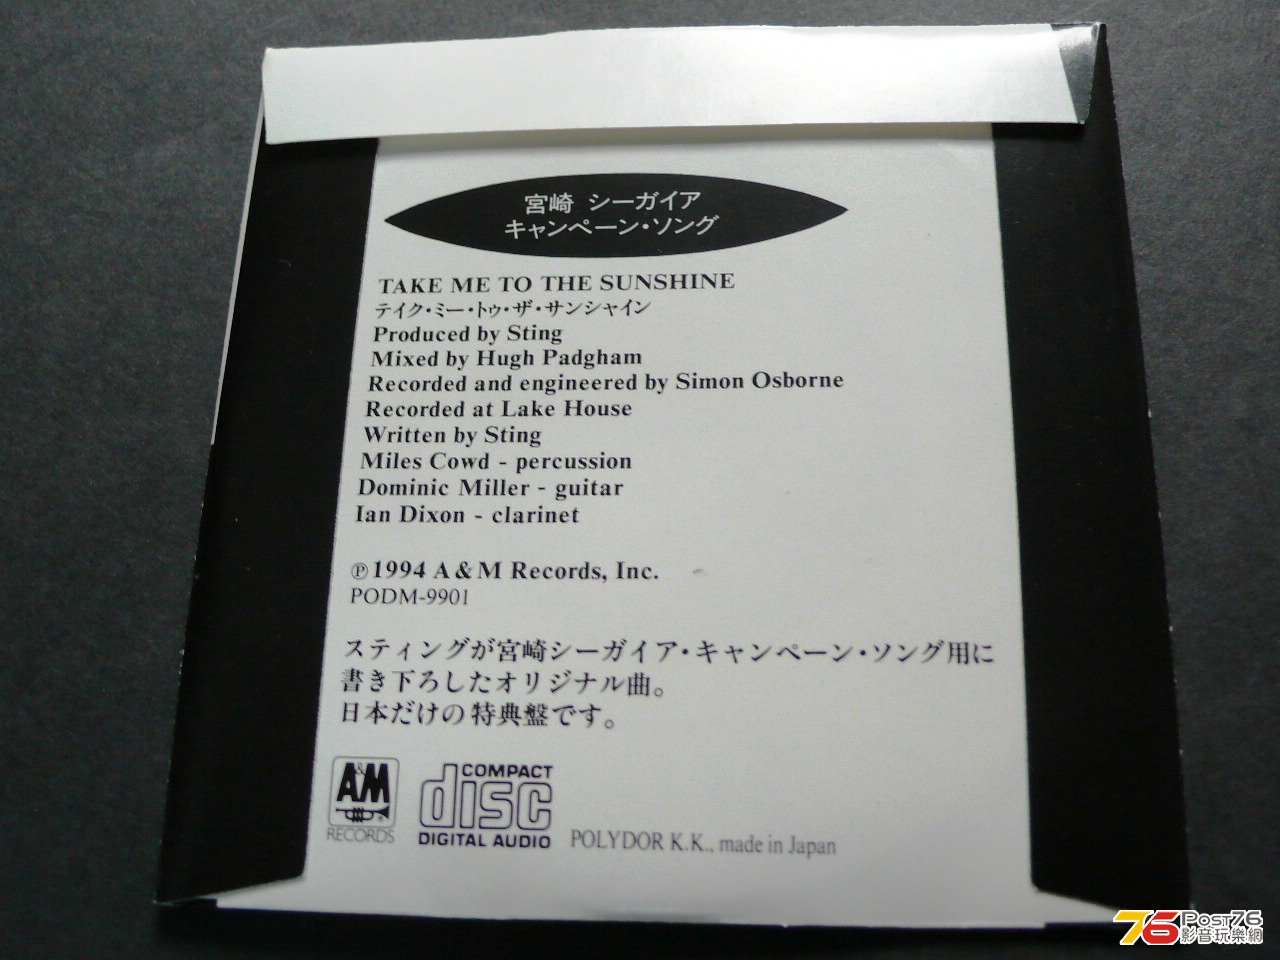 宮崎 シーガイア
キャンペーン・ソング
TAKE ME TO THE SUNSHINE
テイク・ミー・トゥ・ザ・サンシャイン
Produced by Sting
Mixed by Hugh Padgham
Recorded and engineered by Simon Osborne
Recorded at Lake House
Written by Sting
Miles Cowd - percussion
Dominic Miller - guitar
Ian Dixon - clarinet
℗1994 A&M Records, Inc.
PODM-9901
スティングが宮崎シーガイア・キャンペーン・ソング用に
書き下ろしたオリジナル曲。
日本だけの特典盤です。
A&M
RECORDS
COMPACT
disc
DIGITAL AUDIO
POLYDOR K.K., made in Japan
76 Post76
影音玩樂網